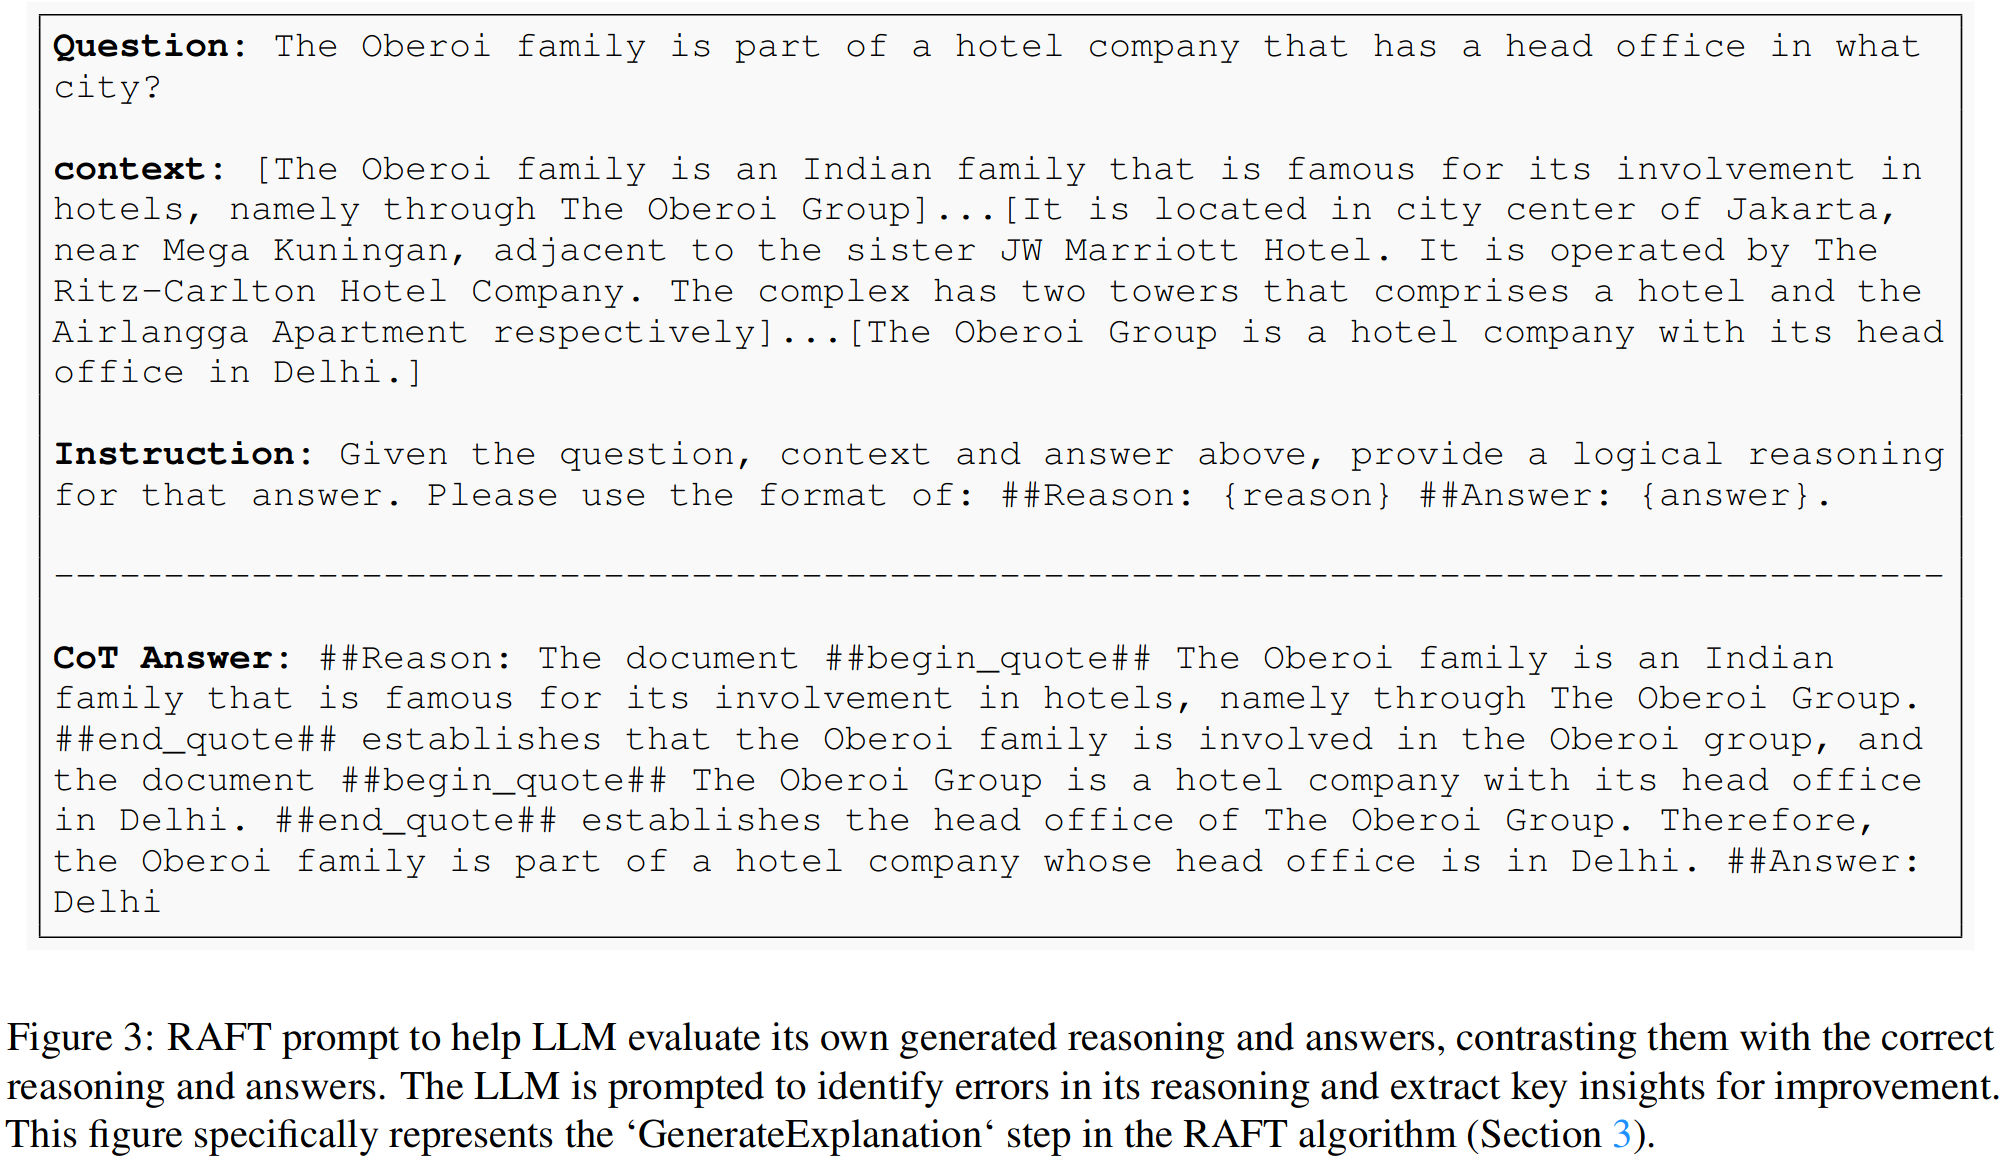 Question: The Oberoi family is part of a hotel company that has a head office in what
city?
context: [The Oberoi family is an Indian family that is famous for its involvement in
hotels, namely through The Oberoi Group]...[It is located in city center of Jakarta,
near Mega Kuningan, adjacent to the sister JW Marriott Hotel. It is operated by The
Ritz-Carlton Hotel Company. The complex has two towers that comprises a hotel and the
Airlangga Apartment respectively]...[The Oberoi Group is a hotel company with its head
office in Delhi.]
Instruction: Given the question, context and answer above, provide a logical reasoning
for that answer. Please use the format of: ##Reason: {reason} ##Answer: {answer}.
--------------------------------------------------------------------------------------
CoT Answer: ##Reason: The document ##begin_quote## The Oberoi family is an Indian
family that is famous for its involvement in hotels, namely through The Oberoi Group.
##end_quote## establishes that the Oberoi family is involved in the Oberoi group, and
the document ##begin_quote## The Oberoi Group is a hotel company with its head office
in Delhi. ##end_quote## establishes the head office of The Oberoi Group. Therefore,
the Oberoi family is part of a hotel company whose head office is in Delhi. ##Answer:
Delhi
Figure 3: RAFT prompt to help LLM evaluate its own generated reasoning and answers, contrasting them with the correct
reasoning and answers. The LLM is prompted to identify errors in its reasoning and extract key insights for improvement.
This figure specifically represents the ‘GenerateExplanation‘ step in the RAFT algorithm (Section 3).